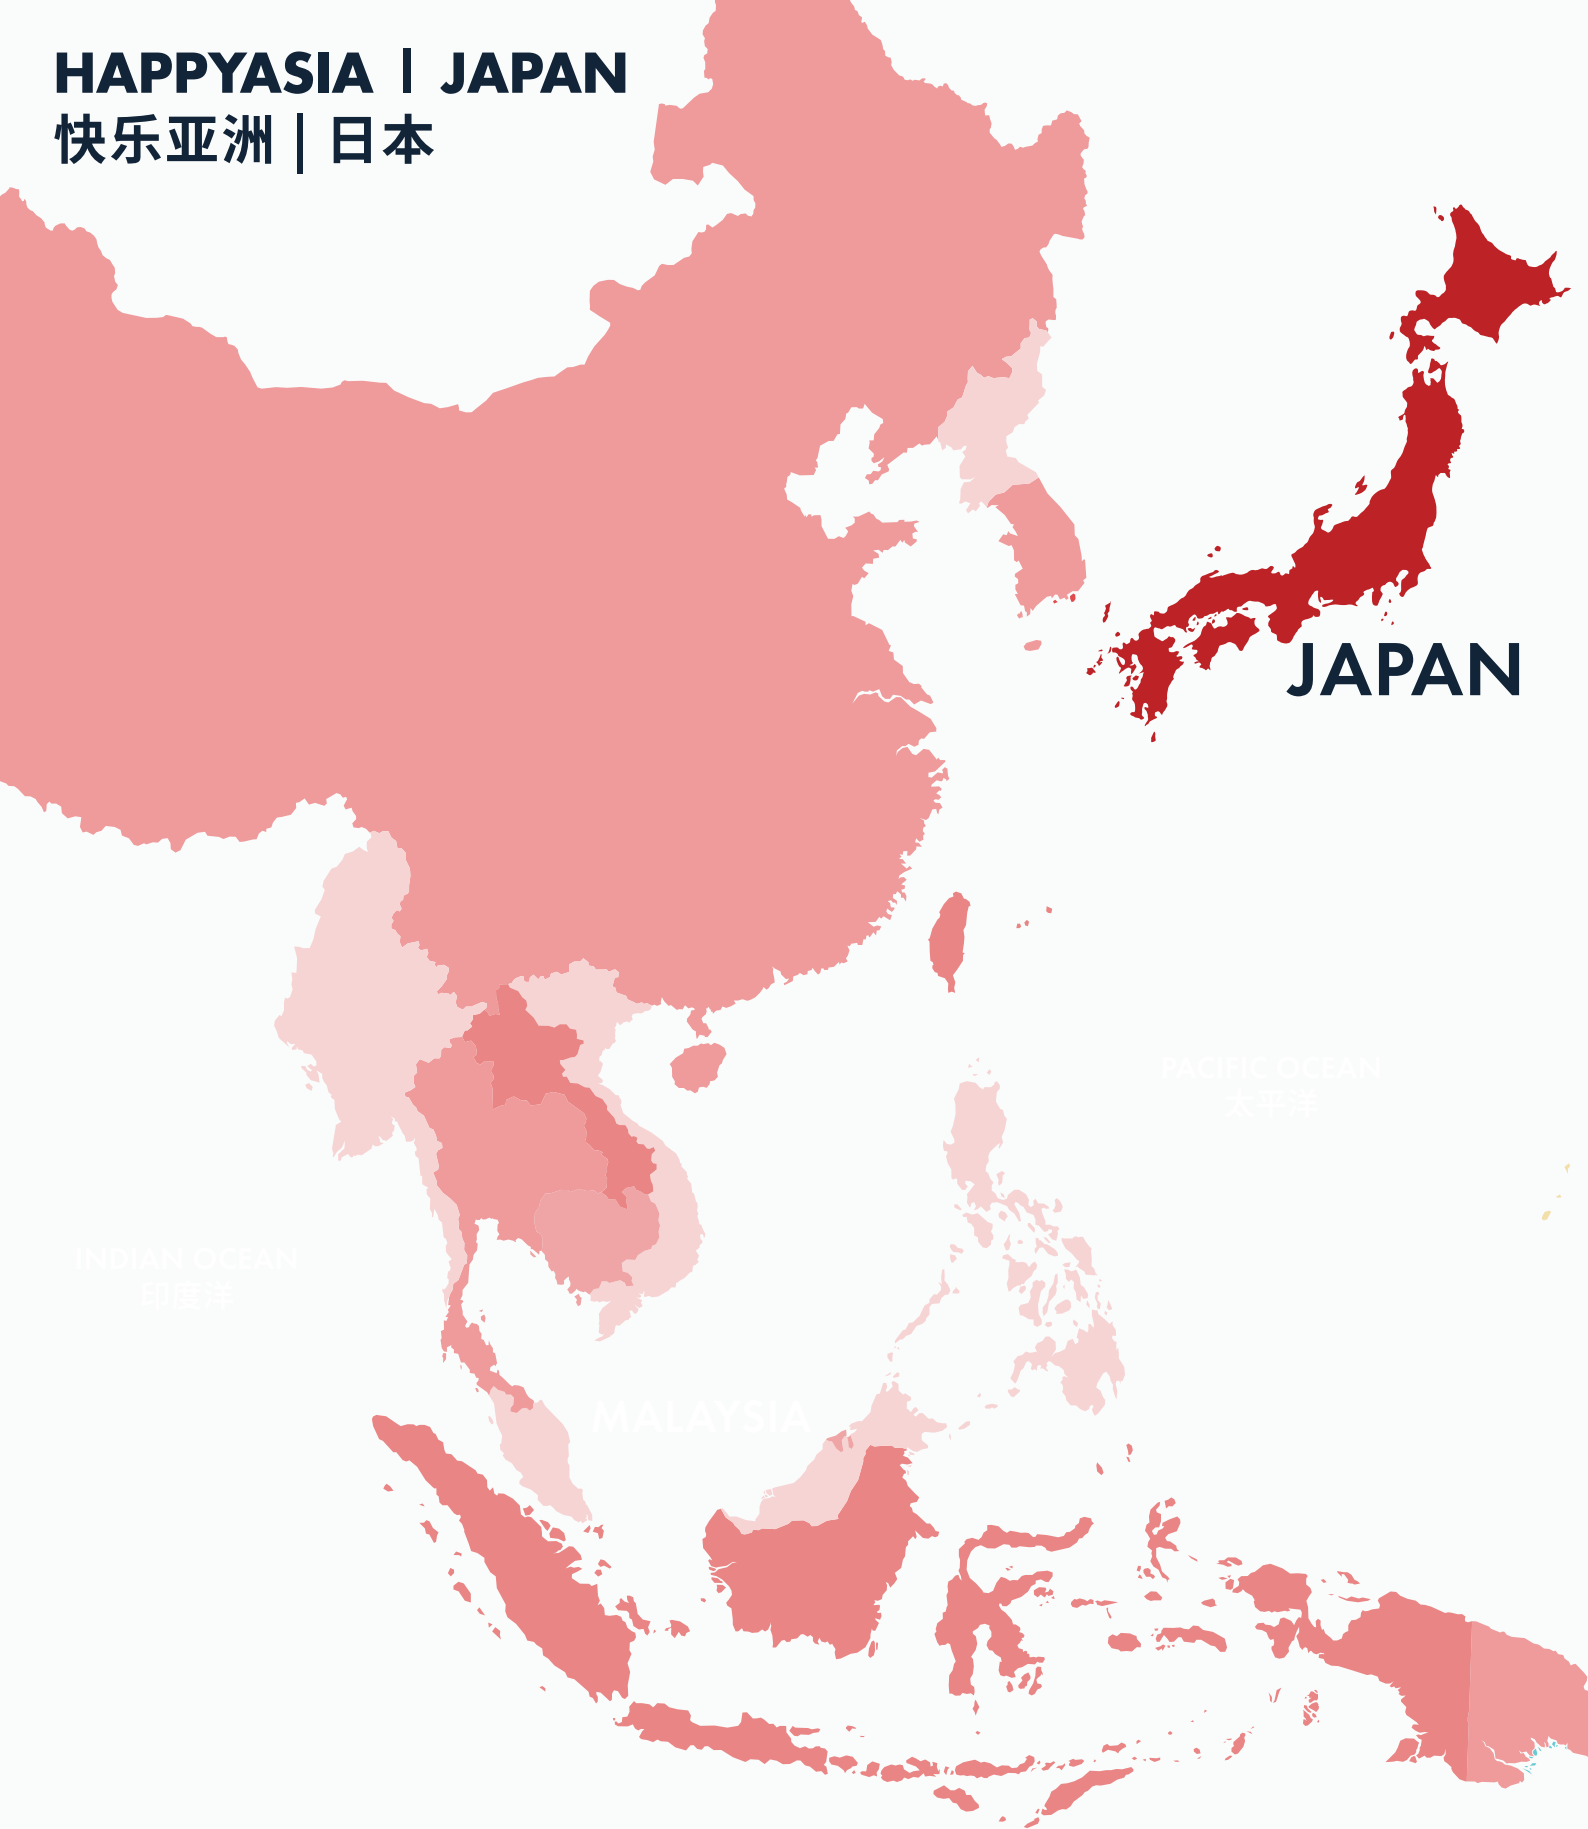 HAPPYASIA | JAPAN
快乐亚洲 | 日本
JAPAN
PACIFIC OCEAN
太平洋
INDIAN OCEAN
印度洋
MALAYSIA